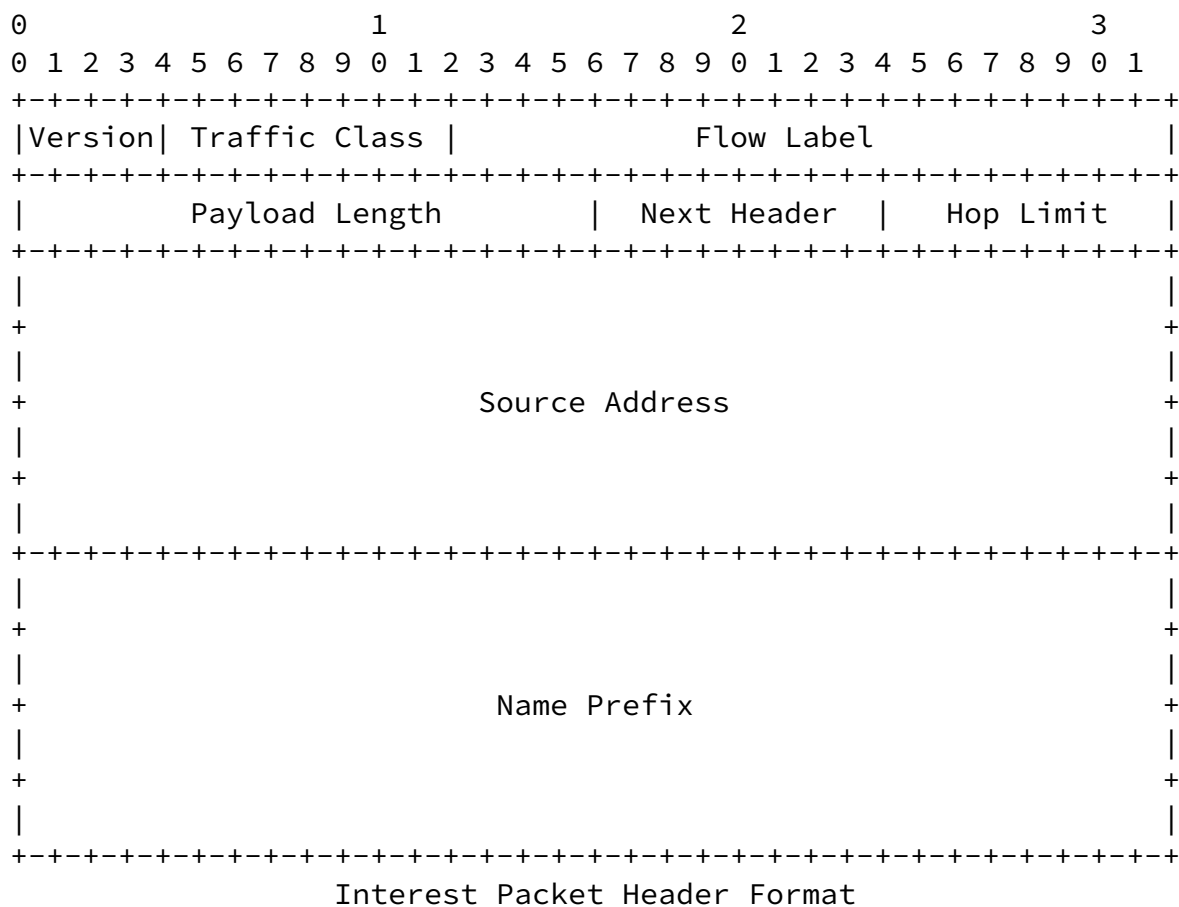 0                   1                   2                   3
0 1 2 3 4 5 6 7 8 9 0 1 2 3 4 5 6 7 8 9 0 1 2 3 4 5 6 7 8 9 0 1
+-+-+-+-+-+-+-+-+-+-+-+-+-+-+-+-+-+-+-+-+-+-+-+-+-+-+-+-+-+-+-+-+
|Version| Traffic Class |             Flow Label                |
+-+-+-+-+-+-+-+-+-+-+-+-+-+-+-+-+-+-+-+-+-+-+-+-+-+-+-+-+-+-+-+-+
|         Payload Length        |  Next Header  |   Hop Limit   |
+-+-+-+-+-+-+-+-+-+-+-+-+-+-+-+-+-+-+-+-+-+-+-+-+-+-+-+-+-+-+-+-+
|                                                               |
+                                                               +
|                                                               |
+                         Source Address                        +
|                                                               |
+                                                               +
|                                                               |
+-+-+-+-+-+-+-+-+-+-+-+-+-+-+-+-+-+-+-+-+-+-+-+-+-+-+-+-+-+-+-+-+
|                                                               |
+                                                               +
|                                                               |
+                          Name Prefix                          +
|                                                               |
+                                                               +
|                                                               |
+-+-+-+-+-+-+-+-+-+-+-+-+-+-+-+-+-+-+-+-+-+-+-+-+-+-+-+-+-+-+-+-+
                  Interest Packet Header Format